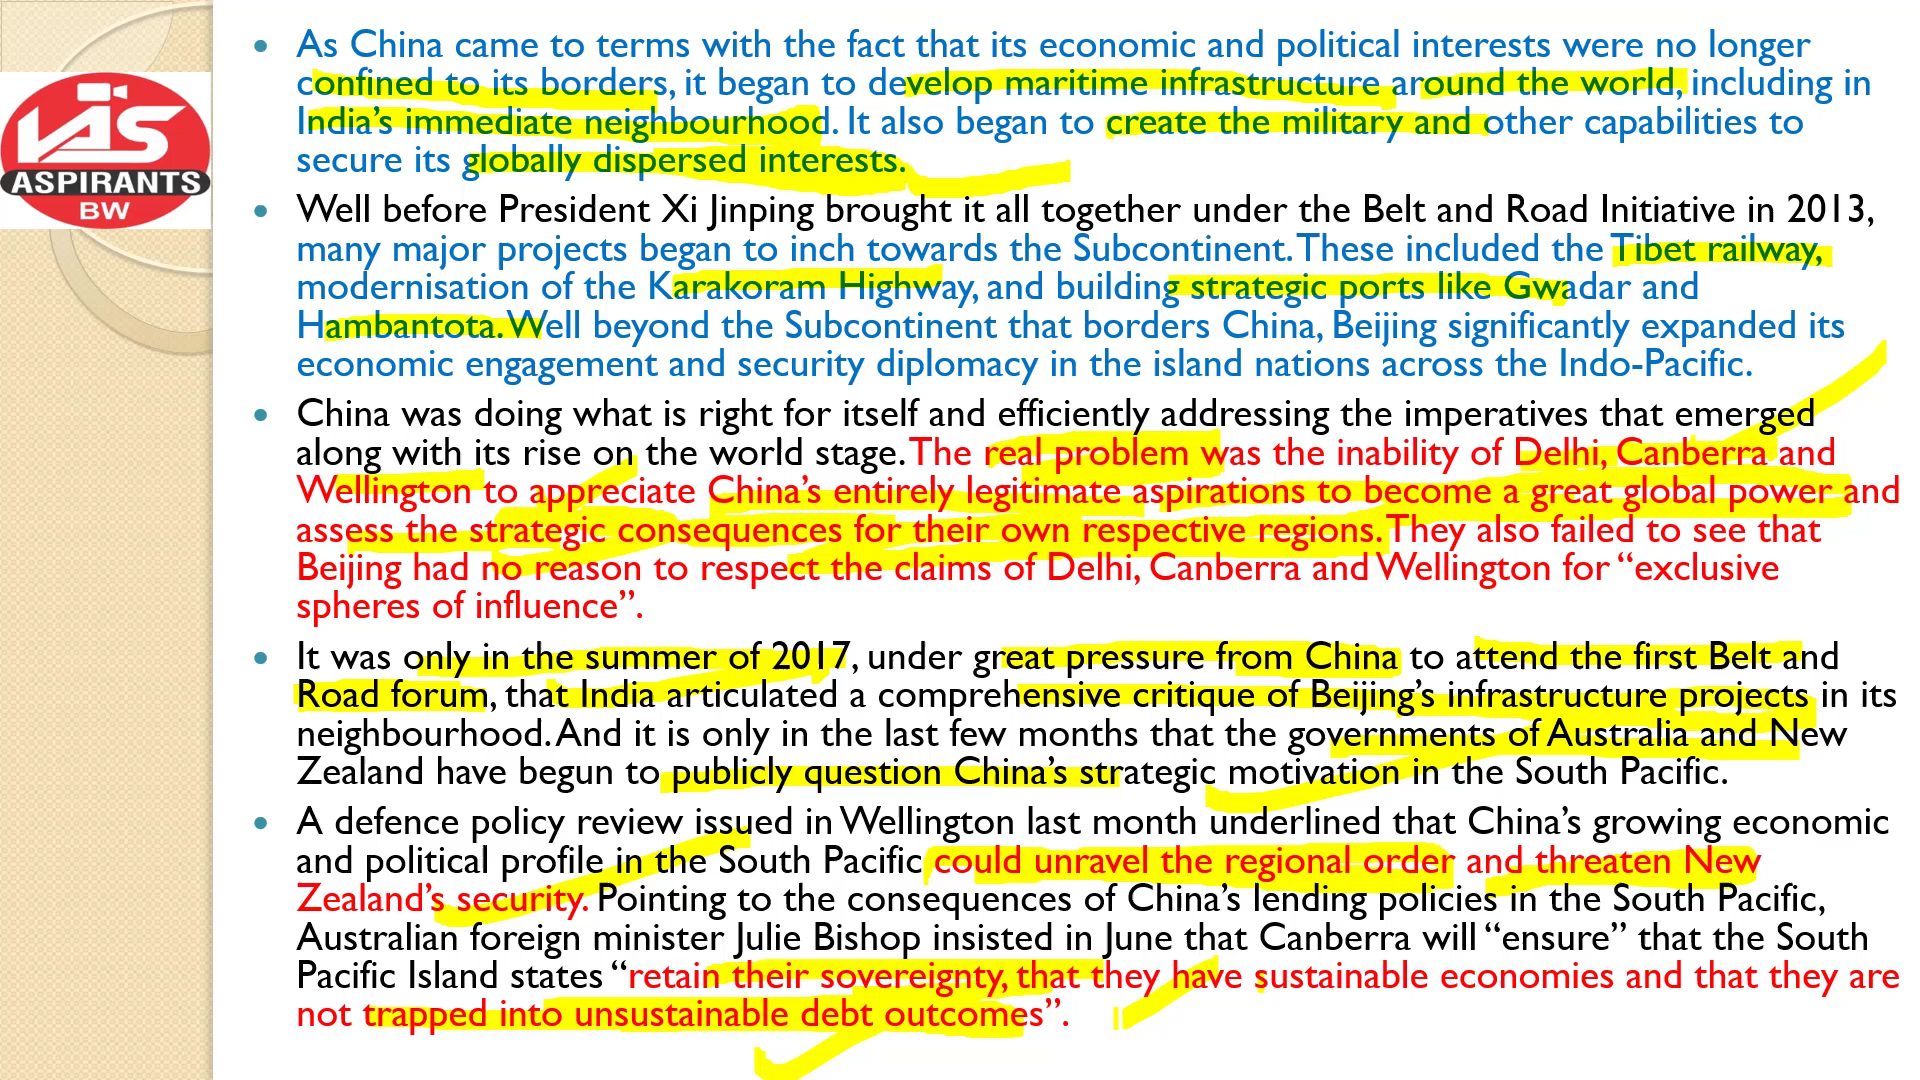 As China came to terms with the fact that its economic and political interests were no longer
confined to its borders, it began to develop maritime infrastructure around the world, including in
India’s immediate neighbourhood. It also began to create the military and other capabilities to
secure its globally dispersed interests.
Well before President Xi Jinping brought it all together under the Belt and Road Initiative in 2013,
many major projects began to inch towards the Subcontinent. These included the Tibet railway,
modernisation of the Karakoram Highway, and building strategic ports like Gwadar and
Hambantota. Well beyond the Subcontinent that borders China, Beijing significantly expanded its
economic engagement and security diplomacy in the island nations across the Indo-Pacific.
China was doing what is right for itself and efficiently addressing the imperatives that emerged
along with its rise on the world stage. The real problem was the inability of Delhi, Canberra and
Wellington to appreciate China’s entirely legitimate aspirations to become a great global power and
assess the strategic consequences for their own respective regions. They also failed to see that
Beijing had no reason to respect the claims of Delhi, Canberra and Wellington for “exclusive
spheres of influence”.
It was only in the summer of 2017, under great pressure from China to attend the first Belt and
Road forum, that India articulated a comprehensive critique of Beijing’s infrastructure projects in its
neighbourhood. And it is only in the last few months that the governments of Australia and New
Zealand have begun to publicly question China’s strategic motivation in the South Pacific.
A defence policy review issued in Wellington last month underlined that China’s growing economic
and political profile in the South Pacific could unravel the regional order and threaten New
Zealand’s security. Pointing to the consequences of China’s lending policies in the South Pacific,
Australian foreign minister Julie Bishop insisted in June that Canberra will “ensure” that the South
Pacific Island states “retain their sovereignty, that they have sustainable economies and that they are
not trapped into unsustainable debt outcomes”.
IAS
ASPIRANTS
BW